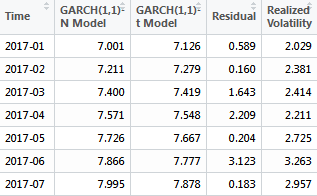 Time GARCH(1,1)- GARCH(1,1)- Residual Realized
N Model t Model Volatility
2017-01 7.001 7.126 0.589 2.029
2017-02 7.211 7.279 0.160 2.381
2017-03 7.400 7.419 1.643 2.414
2017-04 7.571 7.548 2.209 2.211
2017-05 7.726 7.667 0.204 2.725
2017-06 7.866 7.777 3.123 3.263
2017-07 7.995 7.878 0.183 2.957